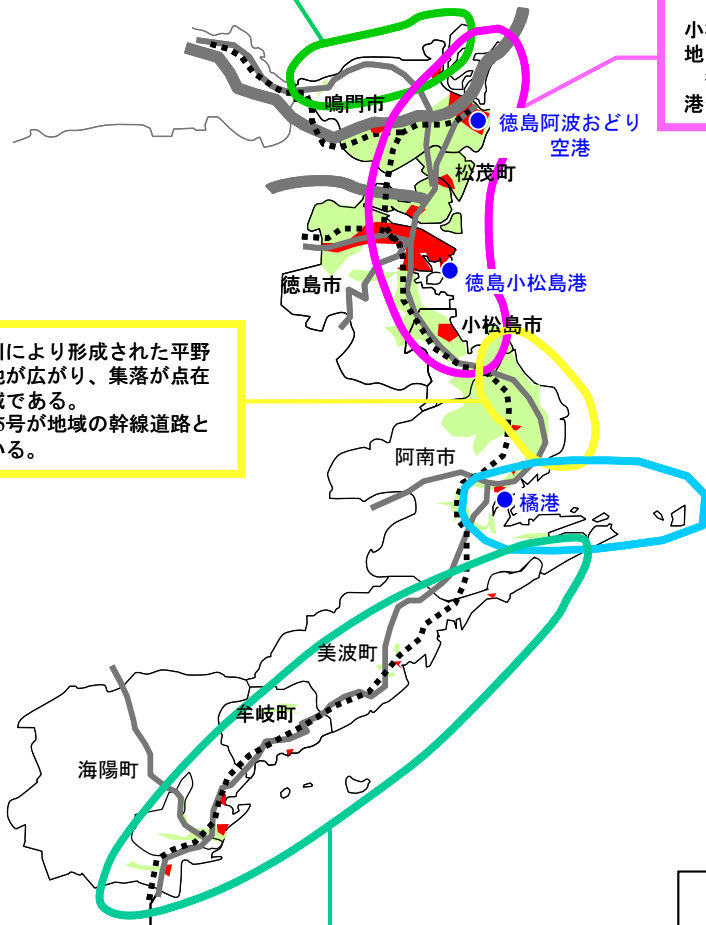 小
地
港
鳴門市
徳島阿波おどり
空港
松茂町
徳島市
徳島小松島港
小松島市
により形成された平野
が広がり、集落が点在
である。
号が地域の幹線道路と
いる。
阿南市
橘港
美波町
牟岐町
海陽町